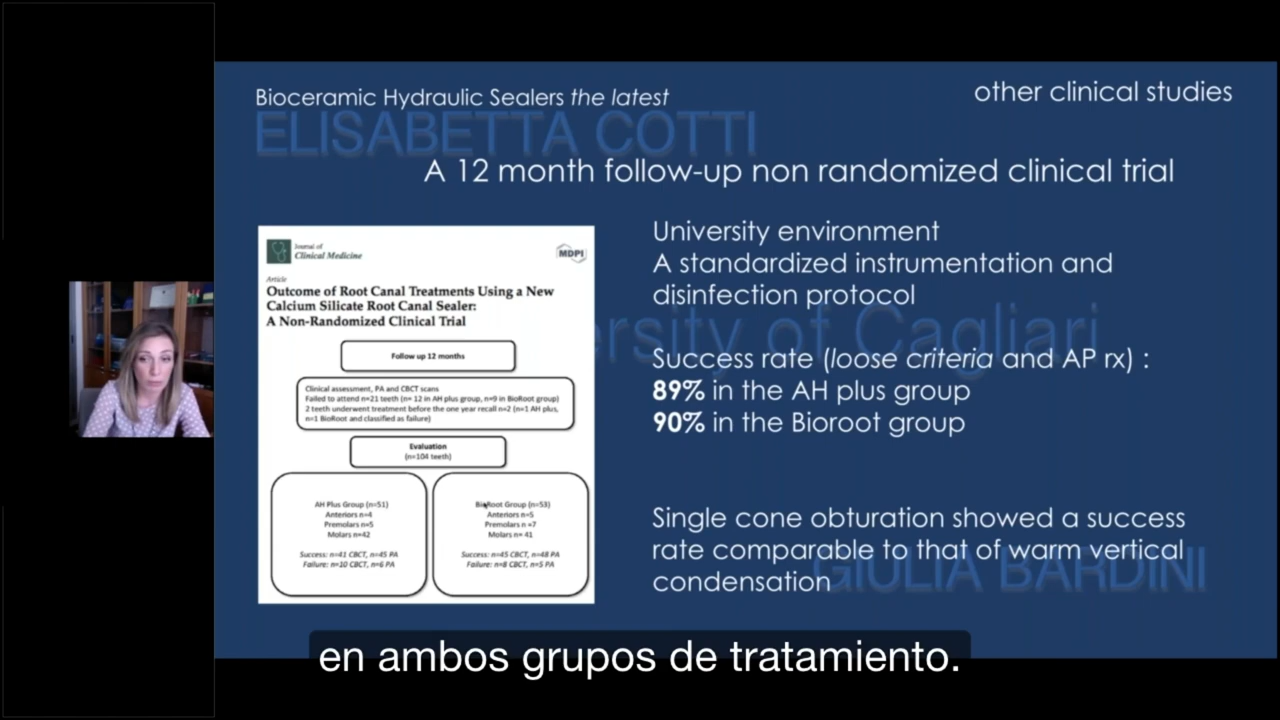 Bioceramic Hydraulic Sealers the latest
other clinical studies
ELISABETTA COTTI
A 12 month follow-up non randomized clinical trial
Journal of
Clinical Medicine
MDPI
Article
Outcome of Root Canal Treatments Using a New
Calcium Silicate Root Canal Sealer:
A Non-Randomized Clinical Trial
Follow up 12 months
Clinical assessment, PA and CBCT scans
Failed to attend n=21 teeth (n= 12 in AH plus group, n=9 in BioRoot group)
2 teeth underwent treatment before the one year recall n=2 (n=1 AH plus,
n=1 BioRoot and classified as failure)
Evaluation
(n=104 teeth)
AH Plus Group (n=51)
Anteriors n=4
Premolars n=5
Molars n=42
Success: n=41 CBCT, n=45 PA
Failure: n=10 CBCT, n=6 PA
BioRoot Group (n=53)
Anteriors n=5
Premolars n =7
Molars n= 41
Success: n=45 CBCT, n=48 PA
Failure: n=8 CBCT, n=5 PA
University environment
A standardized instrumentation and
disinfection protocol
ersity of Cagliari
Success rate (loose criteria and AP rx) :
89% in the AH plus group
90% in the Bioroot group
Single cone obturation showed a success
rate comparable to that of warm vertical
condensation
GIULIA BARDINI
en ambos grupos de tratamiento.